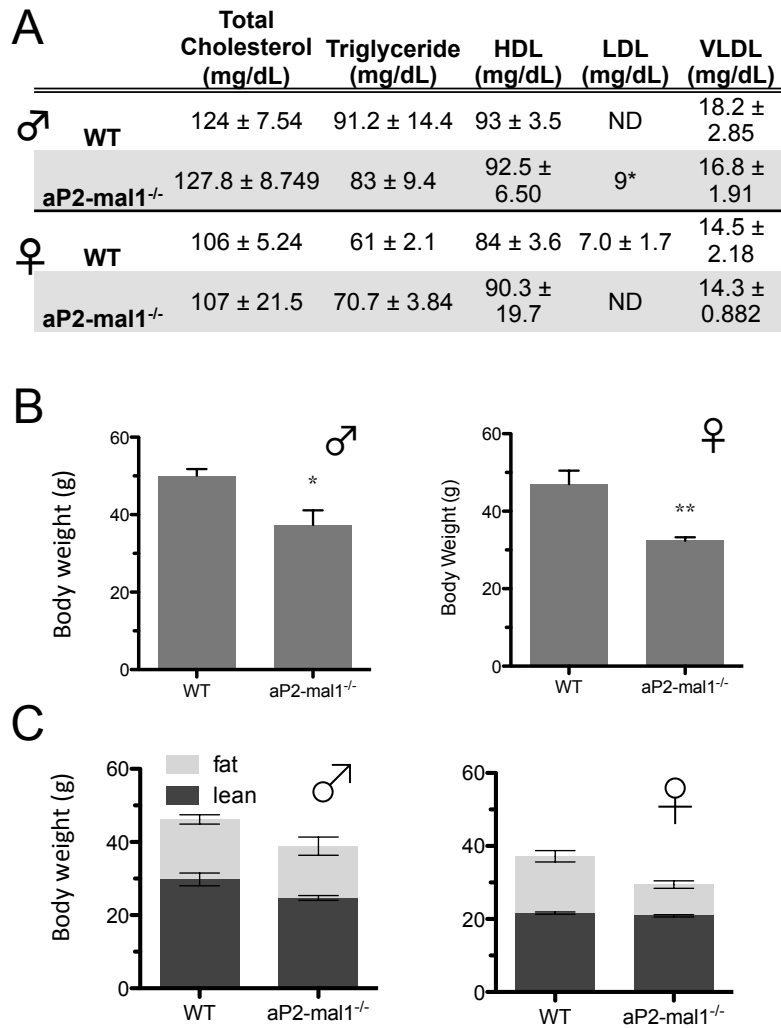 A
Total Cholesterol (mg/dL) Triglyceride (mg/dL) HDL (mg/dL) LDL (mg/dL) VLDL (mg/dL)
♂ WT 124 ± 7.54 91.2 ± 14.4 93 ± 3.5 ND 18.2 ± 2.85
aP2-mal1-/- 127.8 ± 8.749 83 ± 9.4 92.5 ± 6.50 9* 16.8 ± 1.91
♀ WT 106 ± 5.24 61 ± 2.1 84 ± 3.6 7.0 ± 1.7 14.5 ± 2.18
aP2-mal1-/- 107 ± 21.5 70.7 ± 3.84 90.3 ± 19.7 ND 14.3 ± 0.882
B
Body weight (g)
60
40
20
0
♂
*
WT aP2-mal1-/-
Body Weight (g)
60
40
20
0
♀
**
WT aP2-mal1-/-
C
Body weight (g)
60
40
20
0
fat
lean
♂
WT aP2-mal1-/-
60
40
20
0
♀
WT aP2-mal1-/-